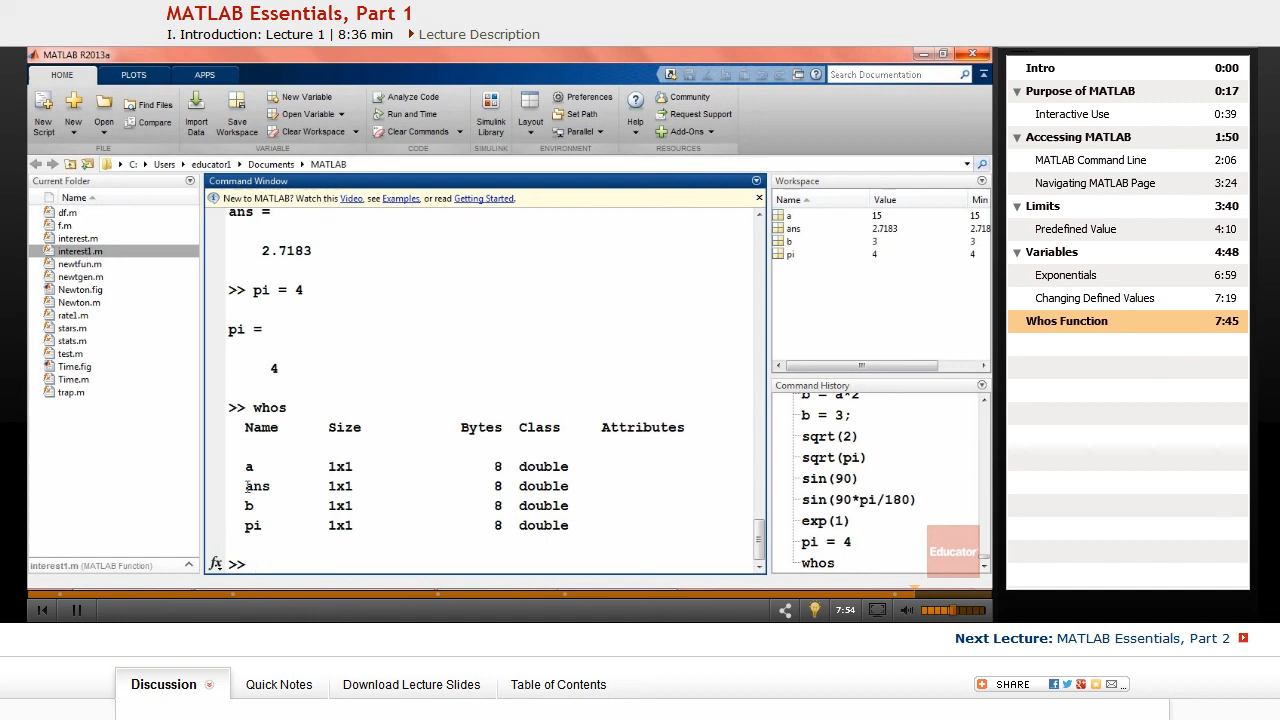 MATLAB Essentials, Part 1
I. Introduction: Lecture 1 | 8:36 min Lecture Description
MATLAB R2013a
HOME PLOTS APPS
Search Documentation
New Script
New
Open
Find Files
Compare
FILE
Import Data
Save Workspace
New Variable
Open Variable
Clear Workspace
VARIABLE
Analyze Code
Run and Time
Clear Commands
CODE
Simulink Library
SIMULINK
Layout
Preferences
Set Path
Parallel
ENVIRONMENT
Help
Community
Request Support
Add-Ons
RESOURCES
C: Users educator1 Documents MATLAB
Current Folder
Name
df.m
f.m
interest.m
interest1.m
newtfun.m
newtgen.m
Newton.fig
Newton.m
rate1.m
stars.m
stats.m
test.m
Time.fig
Time.m
trap.m
interest1.m (MATLAB Function)
Command Window
New to MATLAB? Watch this Video, see Examples, or read Getting Started.
ans =
2.7183
>> pi = 4
pi =
4
>> whos
Name Size Bytes Class Attributes
a 1x1 8 double
ans 1x1 8 double
b 1x1 8 double
pi 1x1 8 double
fx >>
Workspace
Name Value Min
a 15 15
ans 2.7183 2.718
b 3 3
pi 4 4
Command History
b = a*2
b = 3;
sqrt(2)
sqrt(pi)
sin(90)
sin(90*pi/180)
exp(1)
pi = 4
whos
Educator
7:54
Intro 0:00
Purpose of MATLAB 0:17
Interactive Use 0:39
Accessing MATLAB 1:50
MATLAB Command Line 2:06
Navigating MATLAB Page 3:24
Limits 3:40
Predefined Value 4:10
Variables 4:48
Exponentials 6:59
Changing Defined Values 7:19
Whos Function 7:45
Next Lecture: MATLAB Essentials, Part 2
Discussion Quick Notes Download Lecture Slides Table of Contents
SHARE